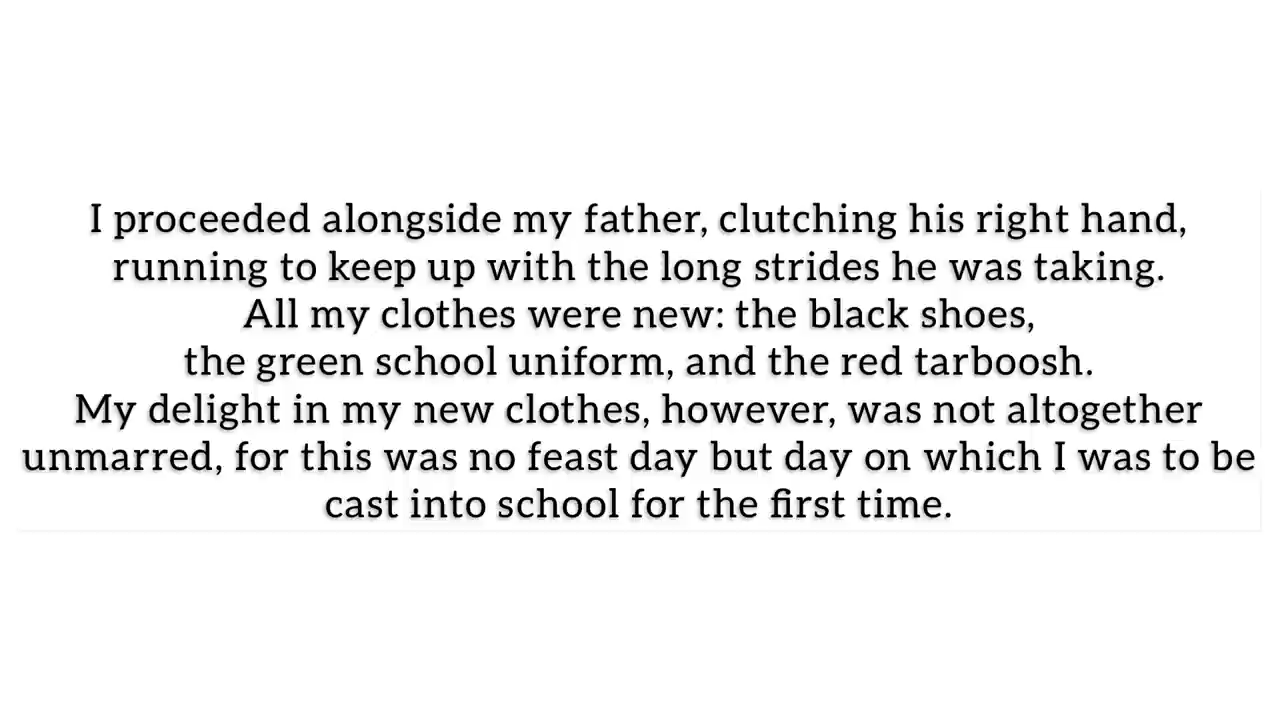 I proceeded alongside my father, clutching his right hand,
running to keep up with the long strides he was taking.
All my clothes were new: the black shoes,
the green school uniform, and the red tarboosh.
My delight in my new clothes, however, was not altogether
unmarred, for this was no feast day but day on which I was to be
cast into school for the first time.